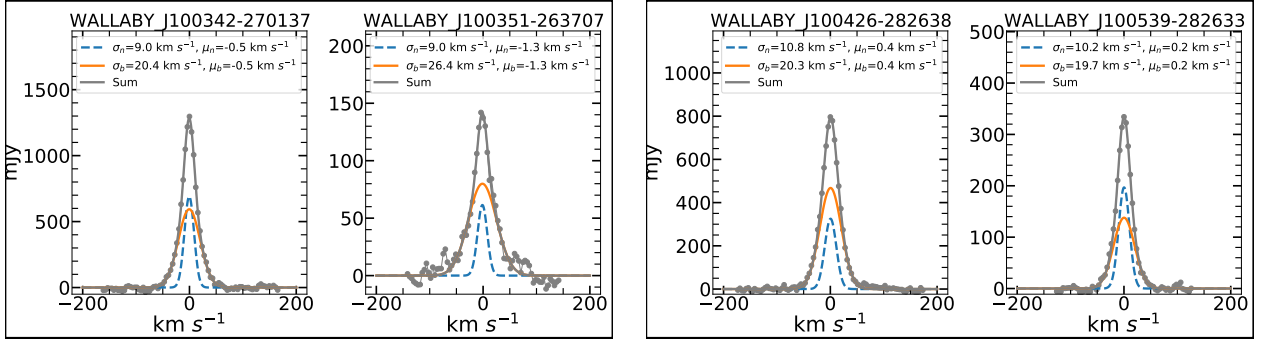 WALLABY_J100342-270137
σn=9.0 km s⁻¹, μn=-0.5 km s⁻¹
σb=20.4 km s⁻¹, μb=-0.5 km s⁻¹
Sum
mJy
1500
1000
500
0
−200
0
200
km s⁻¹
WALLABY_J100351-263707
σn=9.0 km s⁻¹, μn=-1.3 km s⁻¹
σb=26.4 km s⁻¹, μb=-1.3 km s⁻¹
Sum
200
150
100
50
0
−200
0
200
km s⁻¹
WALLABY_J100426-282638
σn=10.8 km s⁻¹, μn=0.4 km s⁻¹
σb=20.3 km s⁻¹, μb=0.4 km s⁻¹
Sum
mJy
1000
800
600
400
200
0
−200
0
200
km s⁻¹
WALLABY_J100539-282633
σn=10.2 km s⁻¹, μn=0.2 km s⁻¹
σb=19.7 km s⁻¹, μb=0.2 km s⁻¹
Sum
500
400
300
200
100
0
−200
0
200
km s⁻¹